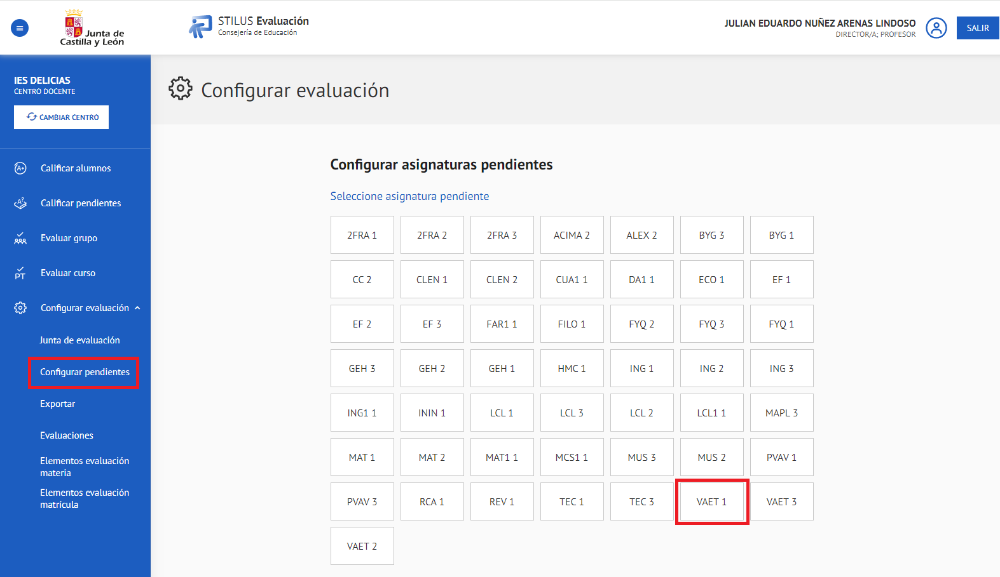 Junta de
Castilla y León
STILUS Evaluación
Consejería de Educación
JULIAN EDUARDO NUÑEZ ARENAS LINDOSO
DIRECTOR/A; PROFESOR
SALIR
IES DELICIAS
CENTRO DOCENTE
CAMBIAR CENTRO
A+ Calificar alumnos
A? Calificar pendientes
Evaluar grupo
PT Evaluar curso
Configurar evaluación
Junta de evaluación
Configurar pendientes
Exportar
Evaluaciones
Elementos evaluación
materia
Elementos evaluación
matrícula
Configurar evaluación
Configurar asignaturas pendientes
Seleccione asignatura pendiente
2FRA 1 2FRA 2 2FRA 3 ACIMA 2 ALEX 2 BYG 3 BYG 1
CC 2 CLEN 1 CLEN 2 CUA1 1 DA1 1 ECO 1 EF 1
EF 2 EF 3 FAR1 1 FILO 1 FYQ 2 FYQ 3 FYQ 1
GEH 3 GEH 2 GEH 1 HMC 1 ING 1 ING 2 ING 3
ING1 1 ININ 1 LCL 1 LCL 3 LCL 2 LCL1 1 MAPL 3
MAT 1 MAT 2 MAT1 1 MCS1 1 MUS 3 MUS 2 PVAV 1
PVAV 3 RCA 1 REV 1 TEC 1 TEC 3 VAET 1 VAET 3
VAET 2